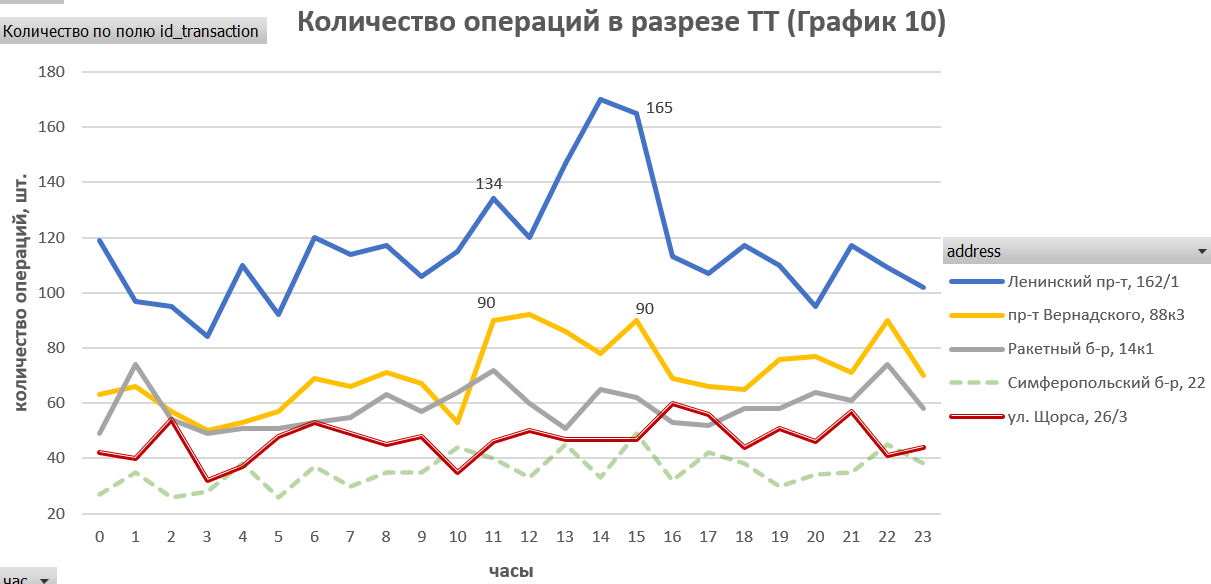 Количество операций в разрезе ТТ (График 10)
Количество по полю id_transaction
180
160
140
120
100
80
60
40
20
количество операций, шт.
165
134
90
90
0 1 2 3 4 5 6 7 8 9 10 11 12 13 14 15 16 17 18 19 20 21 22 23
часы
address
Ленинский пр-т, 162/1
пр-т Вернадского, 88к3
Ракетный б-р, 14к1
Симферопольский б-р, 22
ул. Щорса, 26/3
час